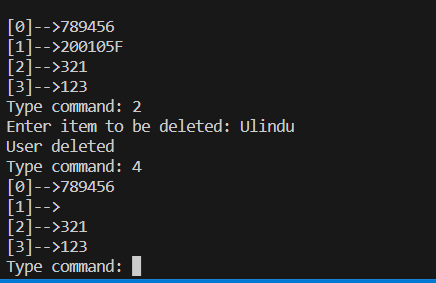 [0]-->789456
[1]-->200105F
[2]-->321
[3]-->123
Type command: 2
Enter item to be deleted: Ulindu
User deleted
Type command: 4
[0]-->789456
[1]-->
[2]-->321
[3]-->123
Type command: